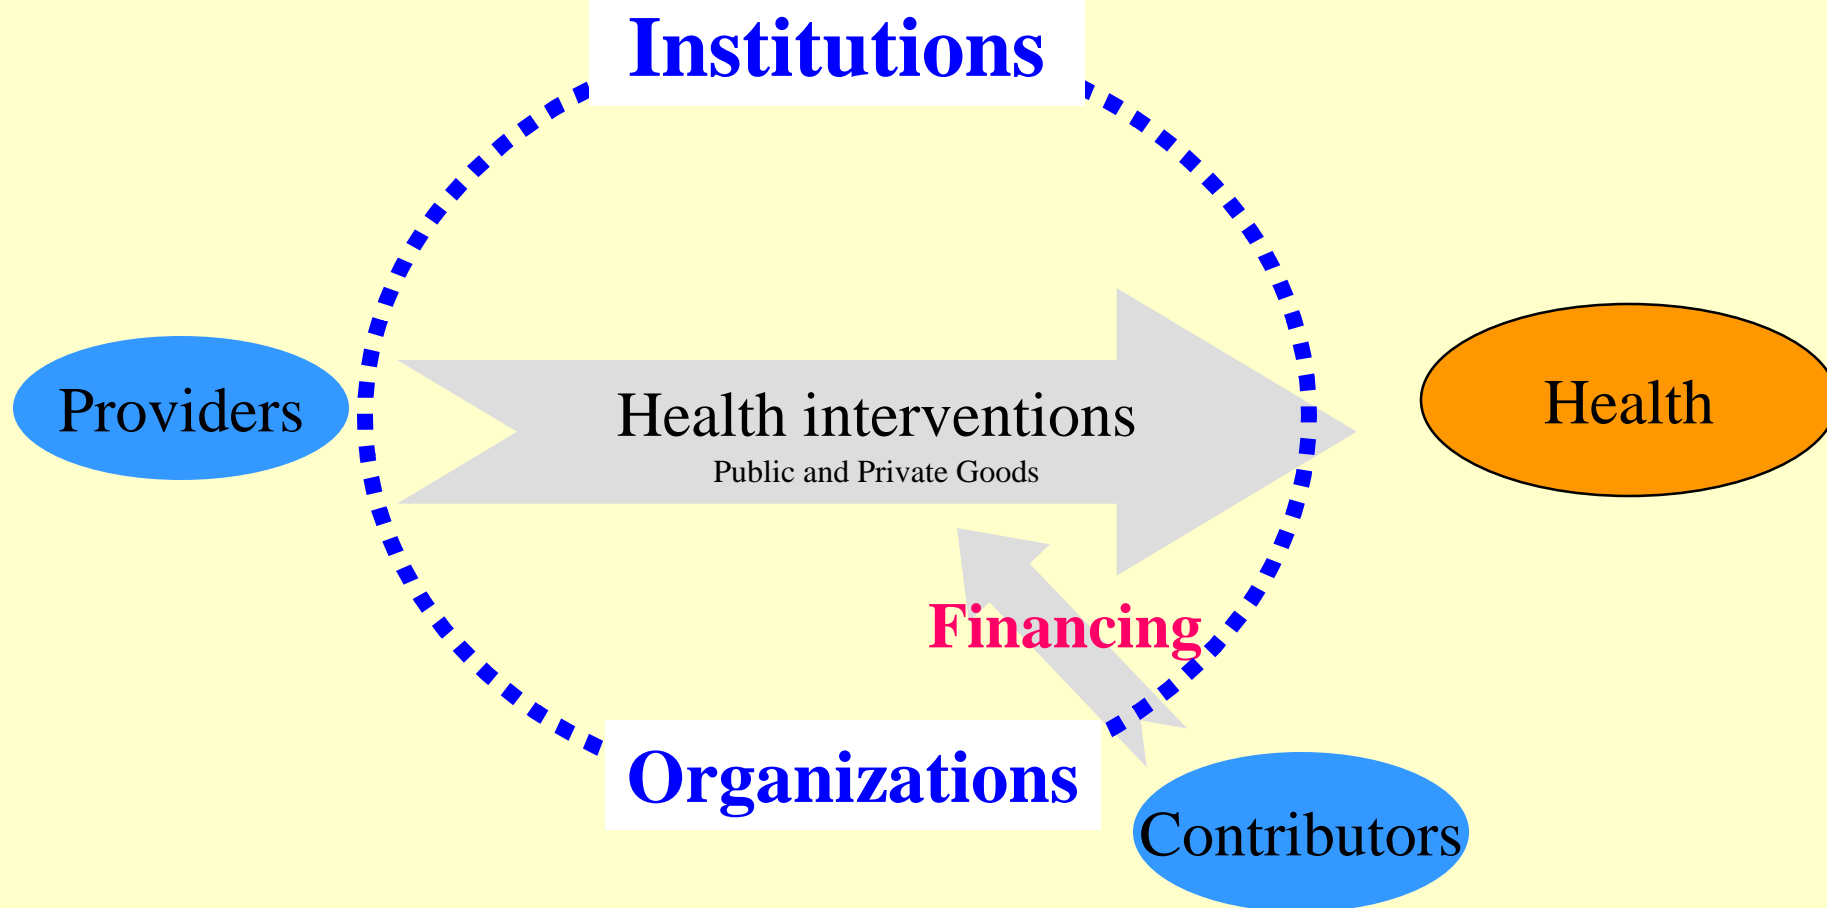 Institutions
Providers
Health interventions
Public and Private Goods
Health
Financing
Organizations
Contributors